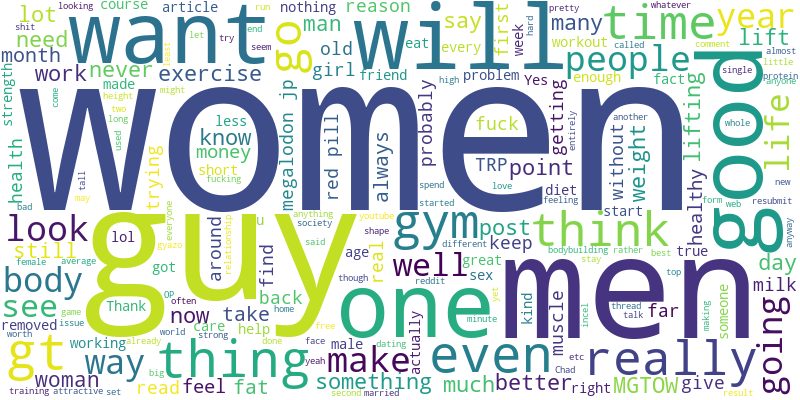 looking
lot
course
article
nothing
reason
many
say
first
year
run
pretty
whatever
shit
want
go
will
time
let
try
end
seem
need
man
old
girl
eat
every
week
hard
called
comment
almost
least
month
never
friend
people
lift
little
work
exercise
workout
fact
single
protein
anyone
strength
come
made
height
might
two
long
used
less
high
problem
Yes
enough
another
whole
Women
good
megalodon jp
probably
getting
entirely
life
lifting
health
trying
know
money
short
fucking
red pill
always
fuck
TRP
point
without
weight
bad
tall
may
spend
started
love
feeling
diet
start
healthy
form
web
new
resubmit
look
guy
gym
post
think
still
lol
everyone
around
relationship
u
anything
society
youtube
shape
said
different
great
keep
bodybuilding
rather
true
best
anyway
day
female
average
gyazo
got
find
age
real
though
reddit
well
sex
stay
top
body
see
men
milk
Thank
OP
often
back
home
one
actually
yet
minute
kind
muscle
incel
thread
talk
far
making
someone
going
removed
game
now
take
issue
worth
world
care
help
free
male
dating
gt
way
working
already
strong
done
face
yeah
thing
make
even
etc
really
woman
big
read
feel
fat
something
much
better
Chad
right
MGTOW
give
training
attractive
set
second
married
result